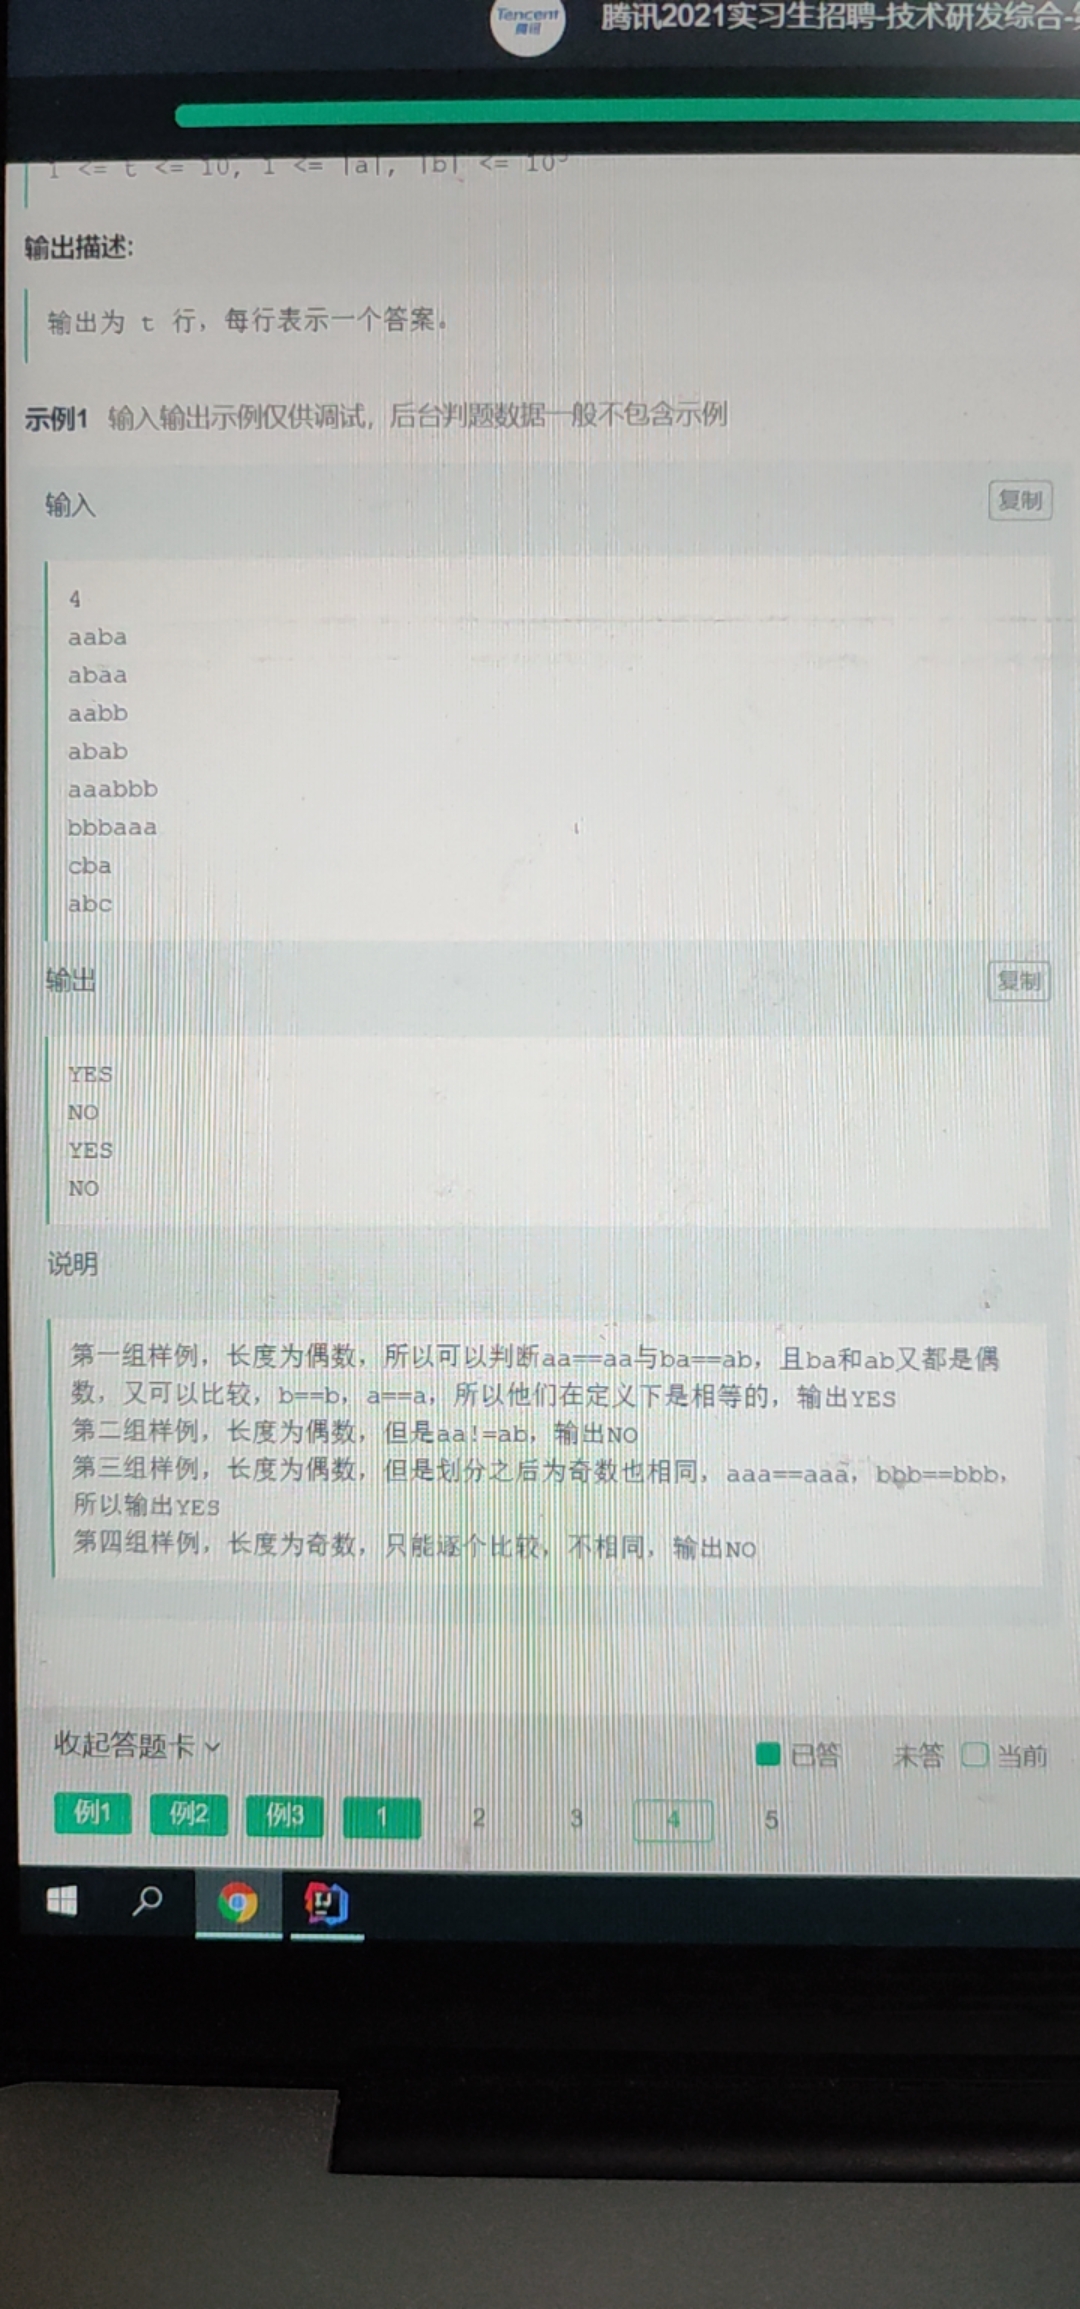 Tencent
腾讯
腾讯2021实习生招聘-技术研发综合-
1 <= t <= 10, 1 <= |a|, |b| <= 10⁵
输出描述:
输出为 t 行，每行表示一个答案。
示例1 输入输出示例仅供调试，后台判题数据一般不包含示例
输入
复制
4
aaba
abaa
aabb
abab
aaabbb
bbbaaa
cba
abc
输出
复制
YES
NO
YES
NO
说明
第一组样例，长度为偶数，所以可以判断aa==aa与ba==ab，且ba和ab又都是偶
数，又可以比较，b==b，a==a，所以他们在定义下是相等的，输出YES
第二组样例，长度为偶数，但是aa!=ab，输出NO
第三组样例，长度为偶数，但是划分之后为奇数也相同，aaa==aaa，bbb==bbb，
所以输出YES
第四组样例，长度为奇数，只能逐个比较，不相同，输出NO
收起答题卡
已答 未答 当前
例1 例2 例3 1 2 3 4 5
IJ